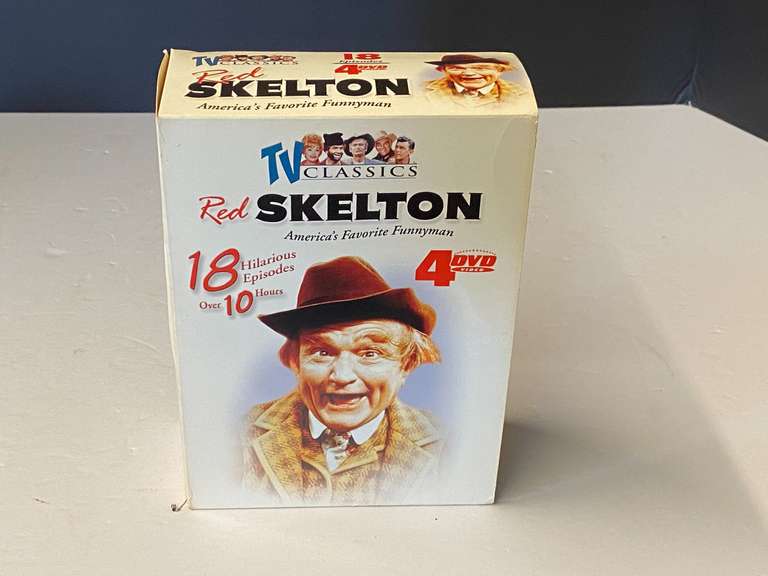 TV CLASSICS
18
Episodes
4 DVD
Red SKELTON
America's Favorite Funnyman
TV CLASSICS
Red SKELTON
America's Favorite Funnyman
18 Hilarious
Episodes
Over 10 Hours
4 DVD
VIDEO